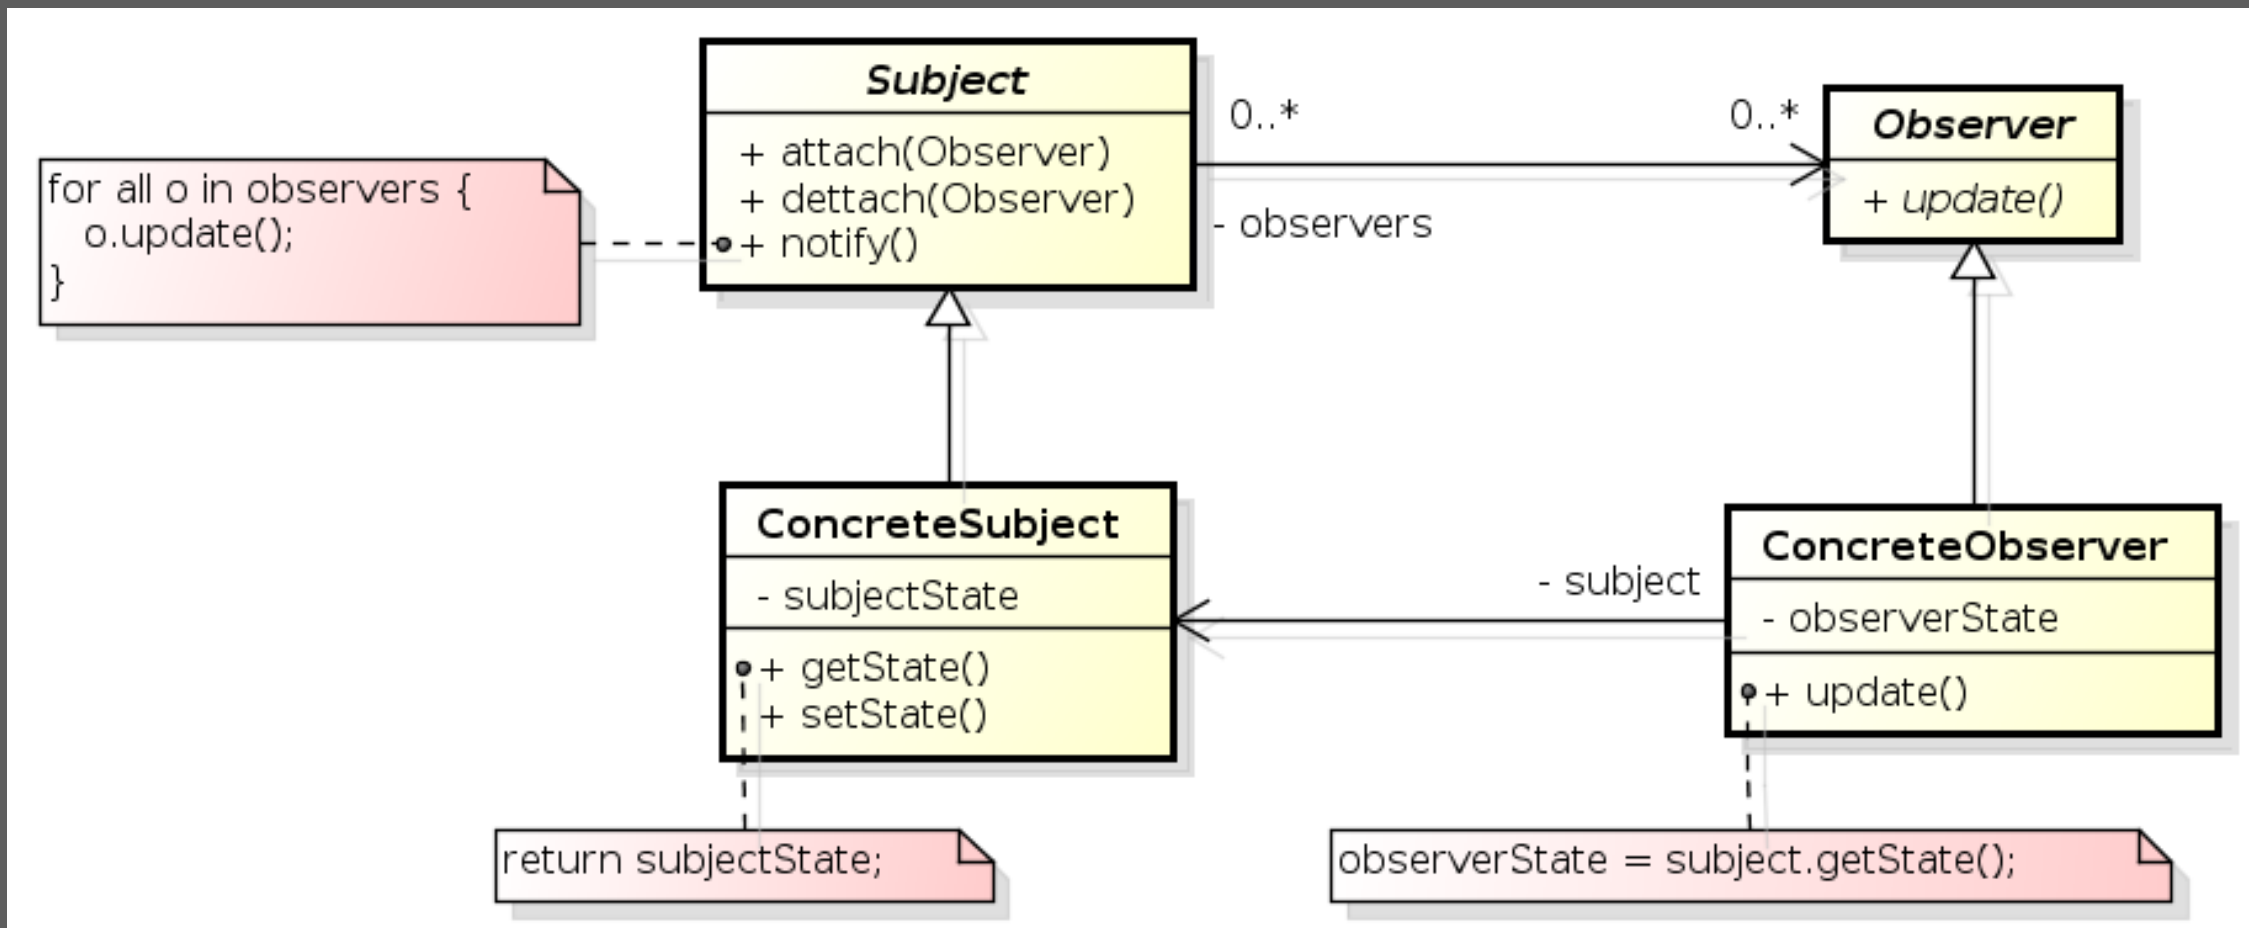 Subject
+ attach(Observer)
+ dettach(Observer)
+ notify()
for all o in observers {
o.update();
}
0..*
0..*
- observers
Observer
+ update()
ConcreteSubject
- subjectState
+ getState()
+ setState()
- subject
ConcreteObserver
- observerState
+ update()
return subjectState;
observerState = subject.getState();